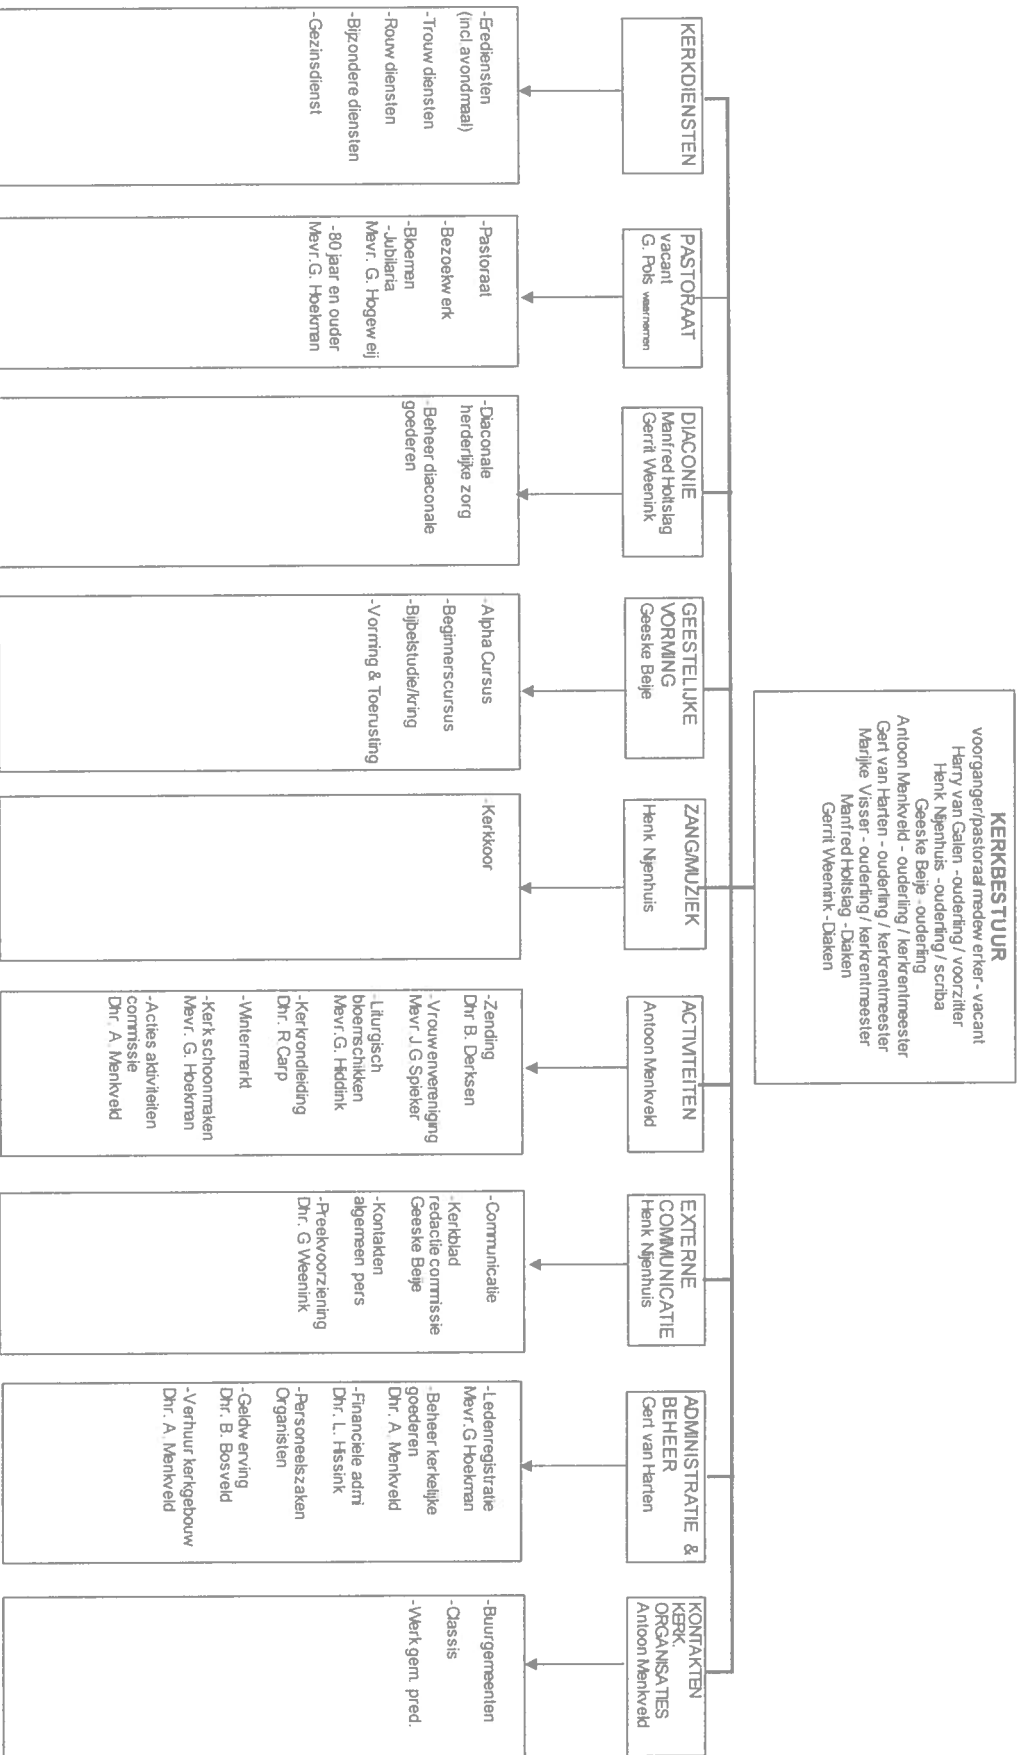 KERKBESTUUR
voorganger/pastoraal medewerker - vacant
Harry van Galen - ouderling / voorzitter
Henk Nijenhuis - ouderling / scriba
Geeske Beije - ouderling
Antoon Menkveld - ouderling / kerkrentmeester
Gert van Harten - ouderling / kerkrentmeester
Marijke Visser - ouderling / kerkrentmeester
Manfred Holtslag - Diaken
Gerrit Weenink - Diaken
KERKDIENSTEN
-Erediensten
(incl avondmaal)
-Trouw diensten
-Rouw diensten
-Bijzondere diensten
-Gezinsdienst
PASTORAAT
vacant
G. Pols waarnemen
-Pastoraat
-Bezoekwerk
-Bloemen
-Jubilaria
Mevr. G. Hogeweij
-80 jaar en ouder
Mevr.G. Hoekman
DIACONIE
Manfred Holtslag
Gerrit Weenink
-Diaconale
herderlijke zorg
-Beheer diaconale
goederen
GEESTELIJKE
VORMING
Geeske Beije
-Alpha Cursus
-Beginnerscursus
-Bijbelstudie/kring
-Vorming & Toerusting
ZANG/MUZIEK
Henk Nijenhuis
-Kerkkoor
ACTIVITEITEN
Antoon Menkveld
-Zending
Dhr B. Derksen
-Vrouwenvereniging
Mevr. J G Spieker
-Liturgisch
bloemschikken
Mevr.G. Hiddink
-Kerkrondleiding
Dhr. R Carp
-Wintermarkt
-Kerk schoonmaken
Mevr. G. Hoekman
-Acties aktiviteiten
commissie
Dhr. A. Menkveld
EXTERNE
COMMUNICATIE
Henk Nijenhuis
-Communicatie
-Kerkblad
redactie commissie
Geeske Beije
-Kontakten
algemeen pers
-Preekvoorziening
Dhr. G Weenink
ADMINISTRATIE &
BEHEER
Gert van Harten
-Ledenregistratie
Mevr.G Hoekman
-Beheer kerkelijke
goederen
Dhr. A. Menkveld
-Financiele admi
Dhr. L. Hissink
-Personeelszaken
Organisten
-Geldwerving
Dhr. B. Bosveld
-Verhuur kerkgebouw
Dhr. A. Menkveld
KONTAKTEN
KERK.
ORGANISATIES
Antoon Menkveld
-Buurgemeenten
-Classis
-Werk gem. pred.